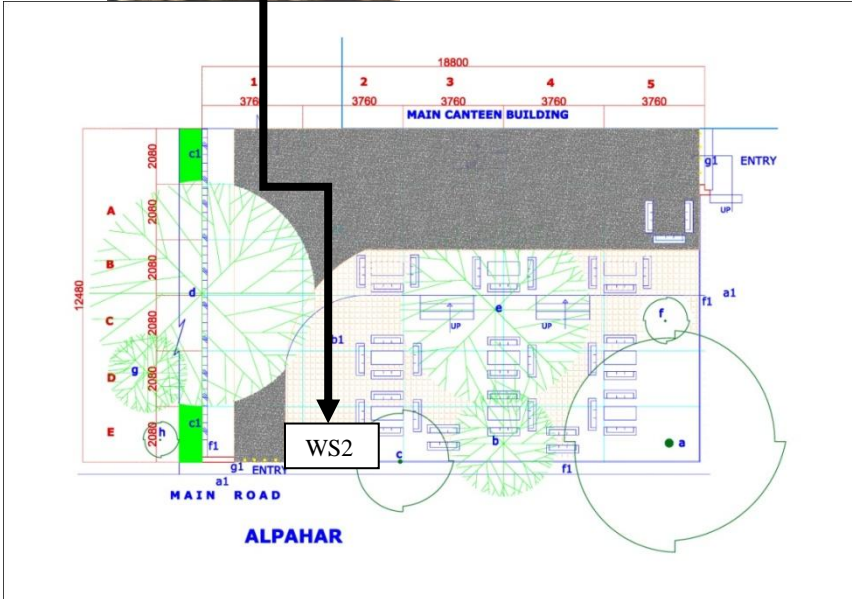 18800
1 2 3 4 5
3760 3760 3760 3760 3760
MAIN CANTEEN BUILDING
2080
c1
g1 ENTRY
2080
A
UP
2080
B
12480
d
e
a1
f1
2080
C
UP UP
f
b1
2080
D
g
2080
E
h
c1
f1
WS2
c
b
a
g1 ENTRY
f1
a1
MAIN ROAD
ALPAHAR